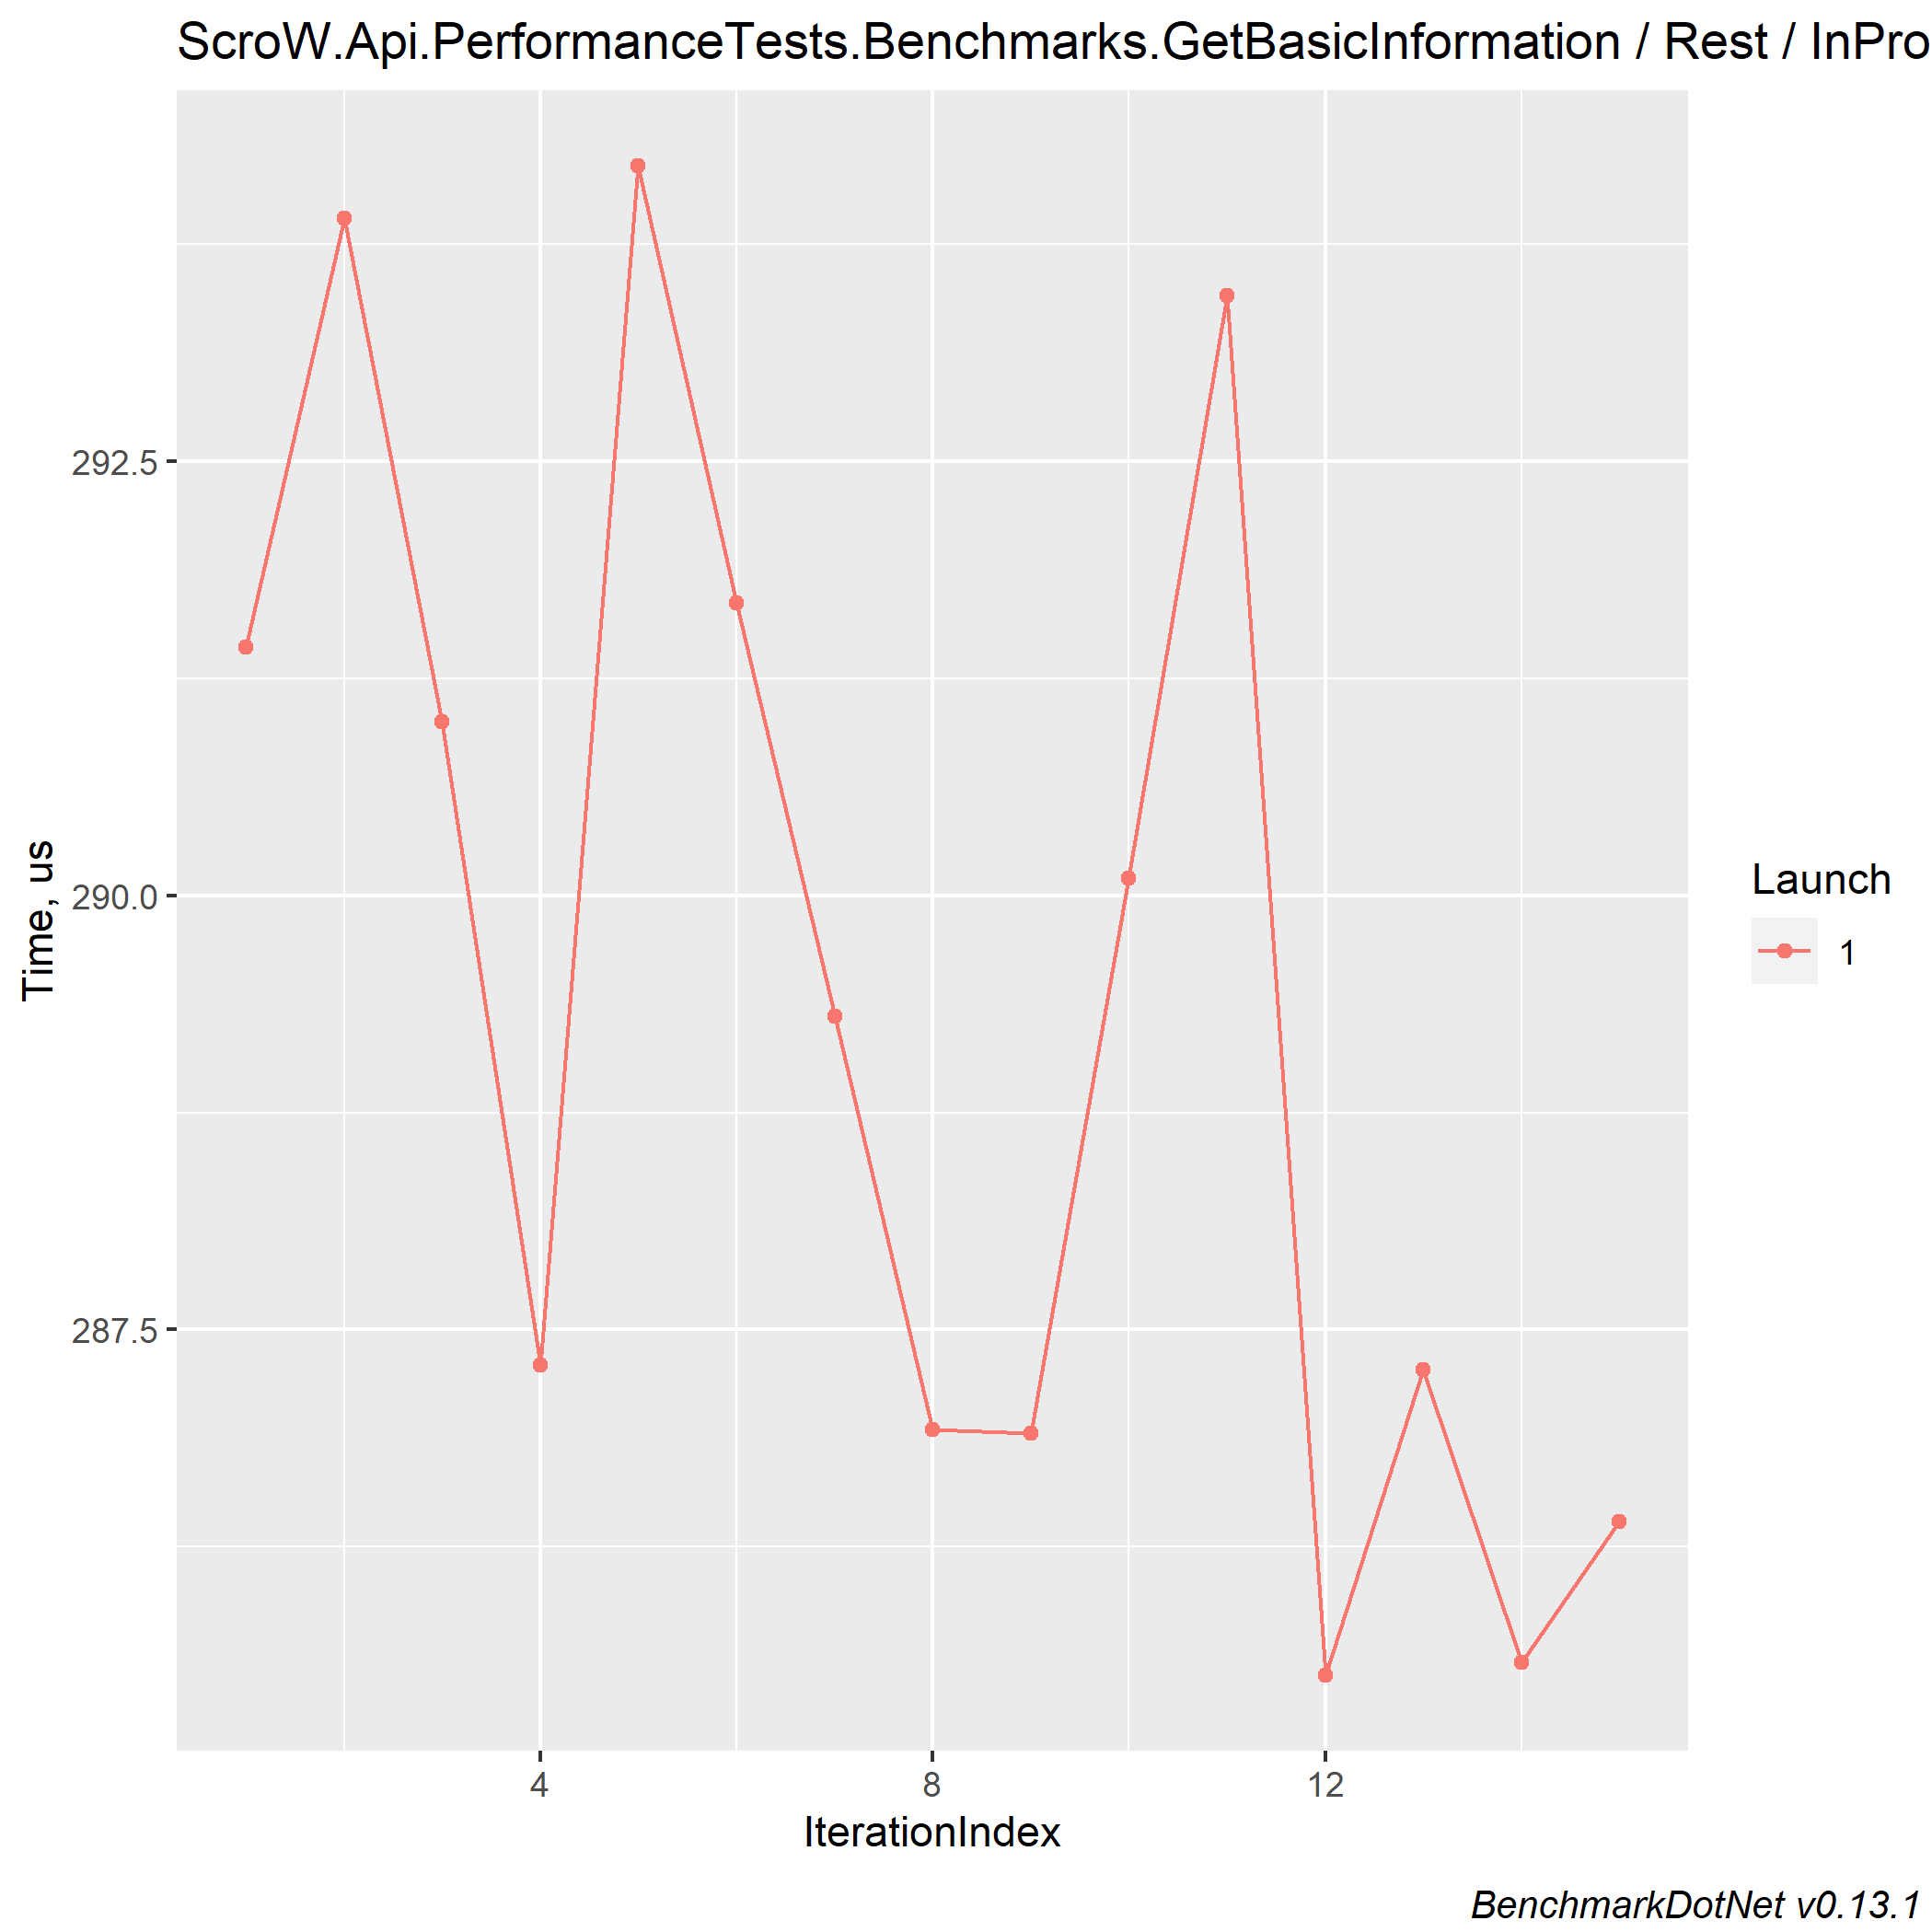 ScroW.Api.PerformanceTests.Benchmarks.GetBasicInformation / Rest / InPro
292.5
290.0
287.5
Time, us
4 8 12
IterationIndex
Launch
1
BenchmarkDotNet v0.13.1